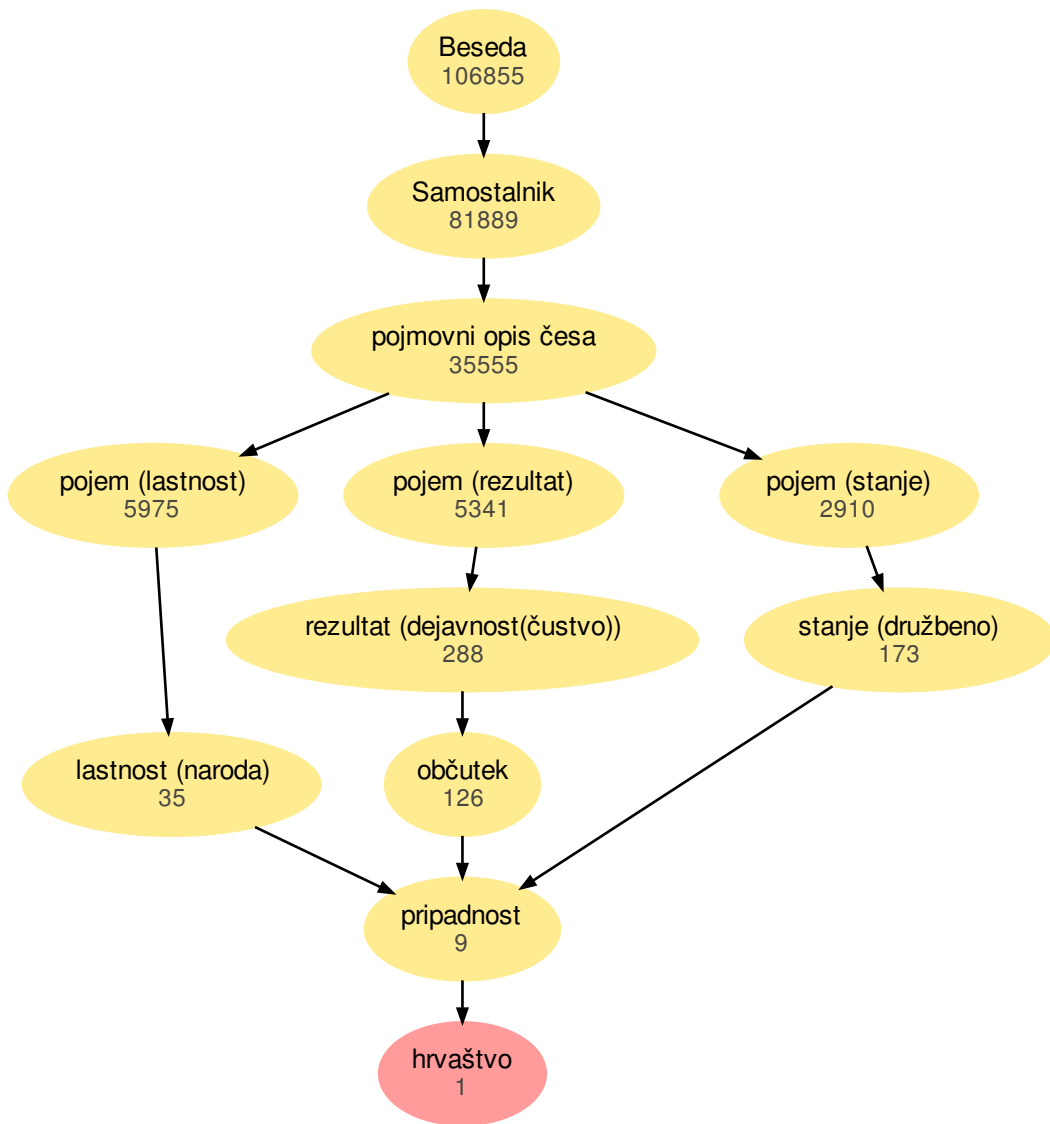 Beseda
106855
Samostalnik
81889
pojmovni opis česa
35555
pojem (lastnost)
5975
pojem (rezultat)
5341
pojem (stanje)
2910
rezultat (dejavnost(čustvo))
288
stanje (družbeno)
173
lastnost (naroda)
35
občutek
126
pripadnost
9
hrvaštvo
1